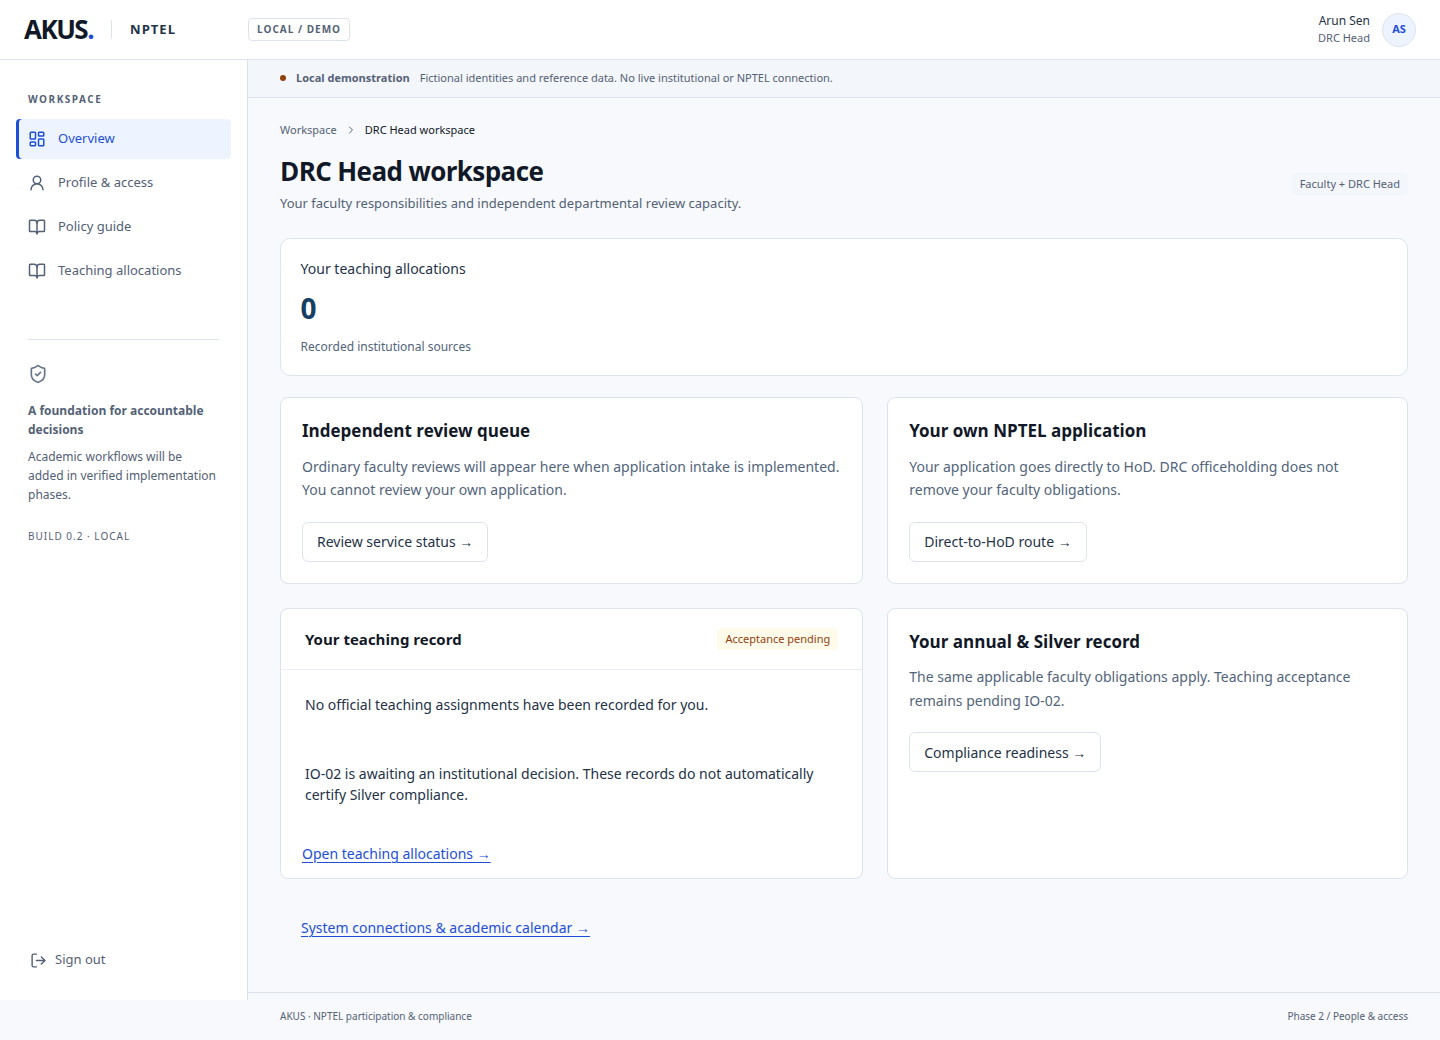 AKUS.
NPTEL
LOCAL / DEMO
Arun Sen
DRC Head
AS
WORKSPACE
Overview
Profile & access
Policy guide
Teaching allocations
A foundation for accountable
decisions
Academic workflows will be
added in verified implementation
phases.
BUILD 0.2 · LOCAL
Sign out
Local demonstration Fictional identities and reference data. No live institutional or NPTEL connection.
Workspace > DRC Head workspace
DRC Head workspace
Your faculty responsibilities and independent departmental review capacity.
Faculty + DRC Head
Your teaching allocations
0
Recorded institutional sources
Independent review queue
Ordinary faculty reviews will appear here when application intake is implemented.
You cannot review your own application.
Review service status →
Your own NPTEL application
Your application goes directly to HoD. DRC officeholding does not
remove your faculty obligations.
Direct-to-HoD route →
Your teaching record
Acceptance pending
No official teaching assignments have been recorded for you.
IO-02 is awaiting an institutional decision. These records do not automatically
certify Silver compliance.
Open teaching allocations →
Your annual & Silver record
The same applicable faculty obligations apply. Teaching acceptance
remains pending IO-02.
Compliance readiness →
System connections & academic calendar →
AKUS · NPTEL participation & compliance
Phase 2 / People & access